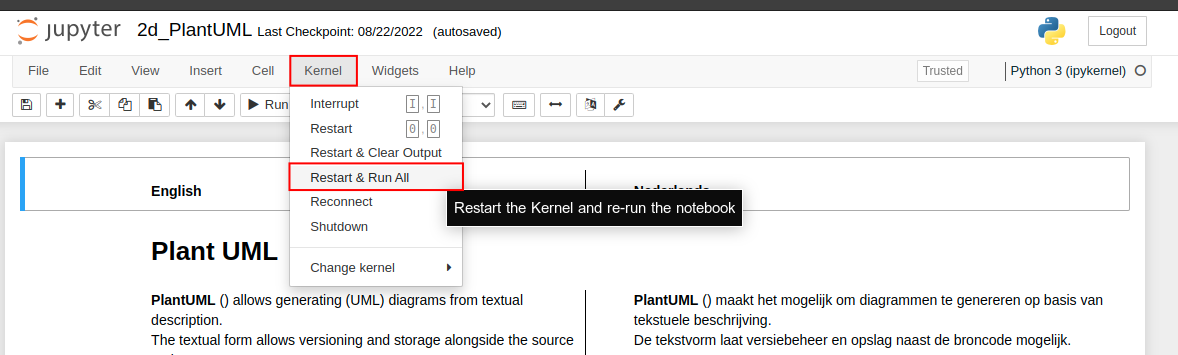 jupyter 2d_PlantUML Last Checkpoint: 08/22/2022 (autosaved) Logout
File Edit View Insert Cell Kernel Widgets Help Trusted Python 3 (ipykernel)
Run
Interrupt I,I
Restart 0,0
Restart & Clear Output
Restart & Run All
Reconnect
Shutdown
Change kernel
Restart the Kernel and re-run the notebook
English
Plant UML
PlantUML () allows generating (UML) diagrams from textual
description.
The textual form allows versioning and storage alongside the source
PlantUML () maakt het mogelijk om diagrammen te genereren op basis van
tekstuele beschrijving.
De tekstvorm laat versiebeheer en opslag naast de broncode mogelijk.